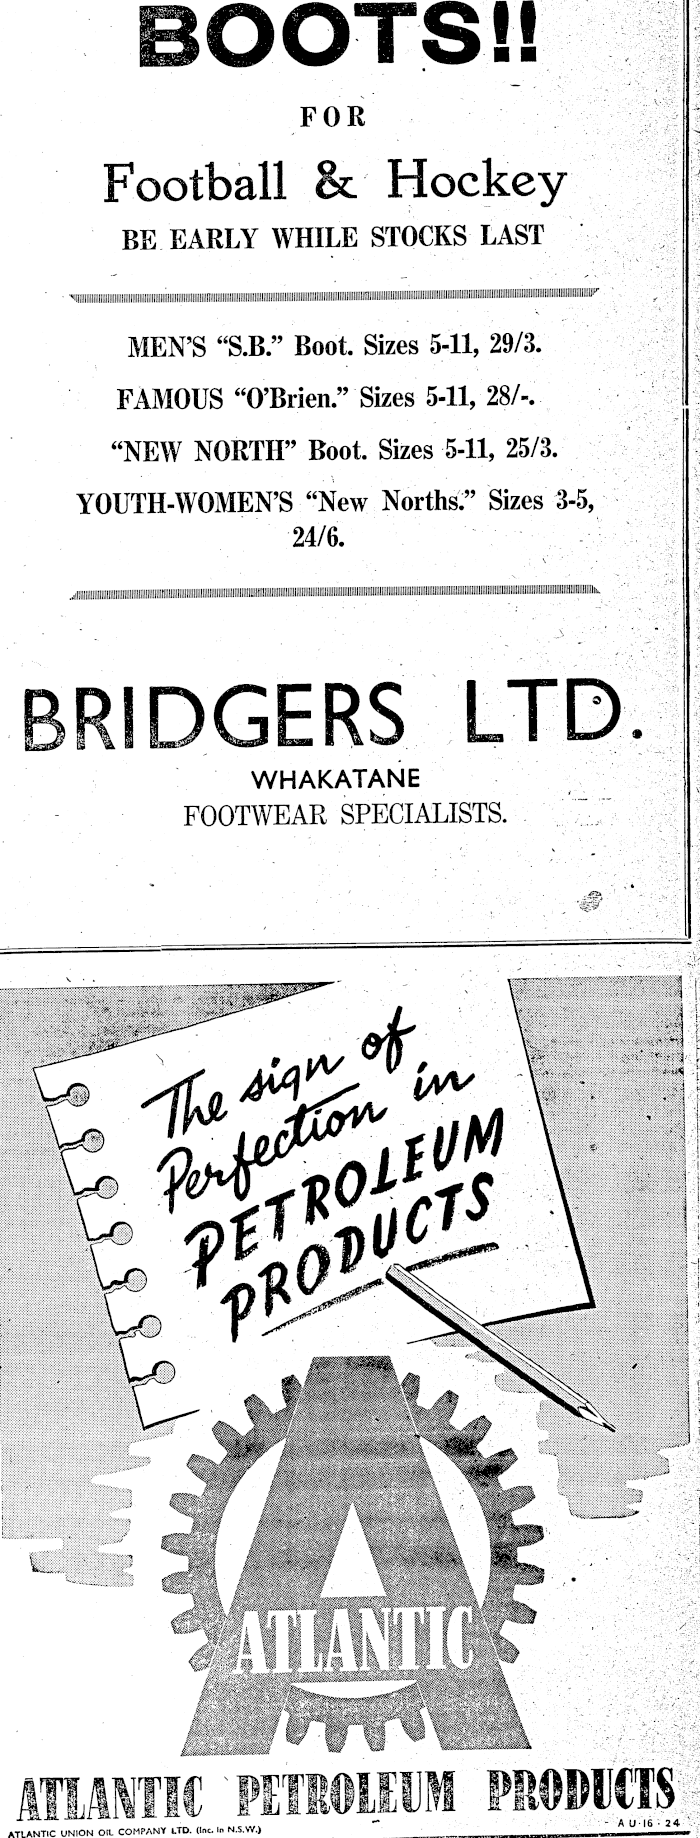 BOOTS!!
FOR
Football & Hockey
BE EARLY WHILE STOCKS LAST
MEN'S "S.B." Boot. Sizes 5-11, 29/3.
FAMOUS "O'Brien." Sizes 5-11, 28/-.
"NEW NORTH" Boot. Sizes 5-11, 25/3.
YOUTH-WOMEN'S "New Norths." Sizes 3-5,
24/6.
BRIDGERS LTD.
WHAKATANE
FOOTWEAR SPECIALISTS.
The sign of
Perfection in
PETROLEUM
PRODUCTS
ATLANTIC
ATLANTIC PETROLEUM PRODUCTS
ATLANTIC UNION OIL COMPANY LTD. (Inc. in N.S.W.)
AU·16·24